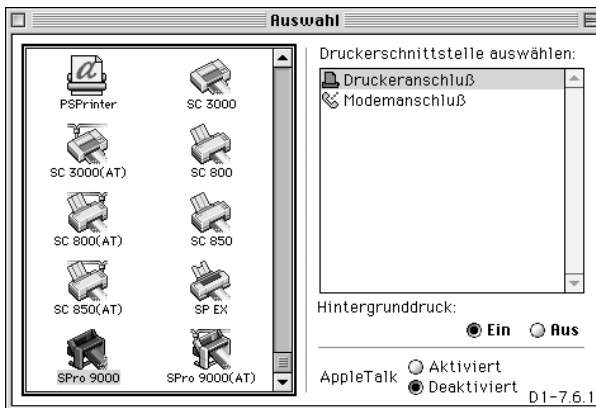 Auswahl
PSPrinter
SC 3000
SC 3000(AT)
SC 800
SC 800(AT)
SC 850
SC 850(AT)
SP EX
SPro 9000
SPro 9000(AT)
Druckerschnittstelle auswählen:
Druckeranschluß
Modemanschluß
Hintergrunddruck:
Ein Aus
AppleTalk
Aktiviert
Deaktiviert
D1-7.6.1